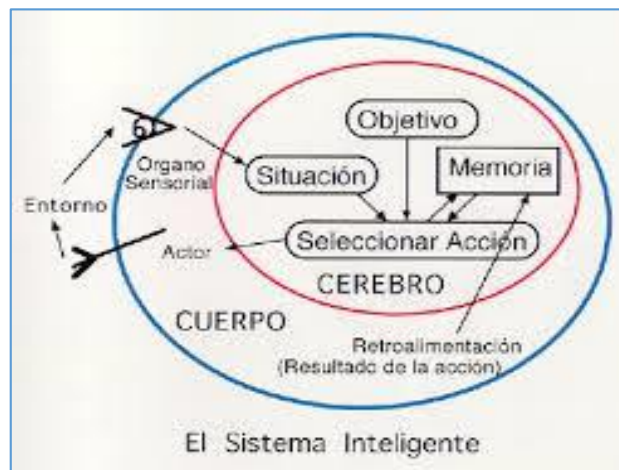 Objetivo
Organo
Sensorial
Situación
Memoria
Entorno
Actor
Seleccionar Acción
CEREBRO
CUERPO
Retroalimentación
(Resultado de la acción)
El Sistema Inteligente